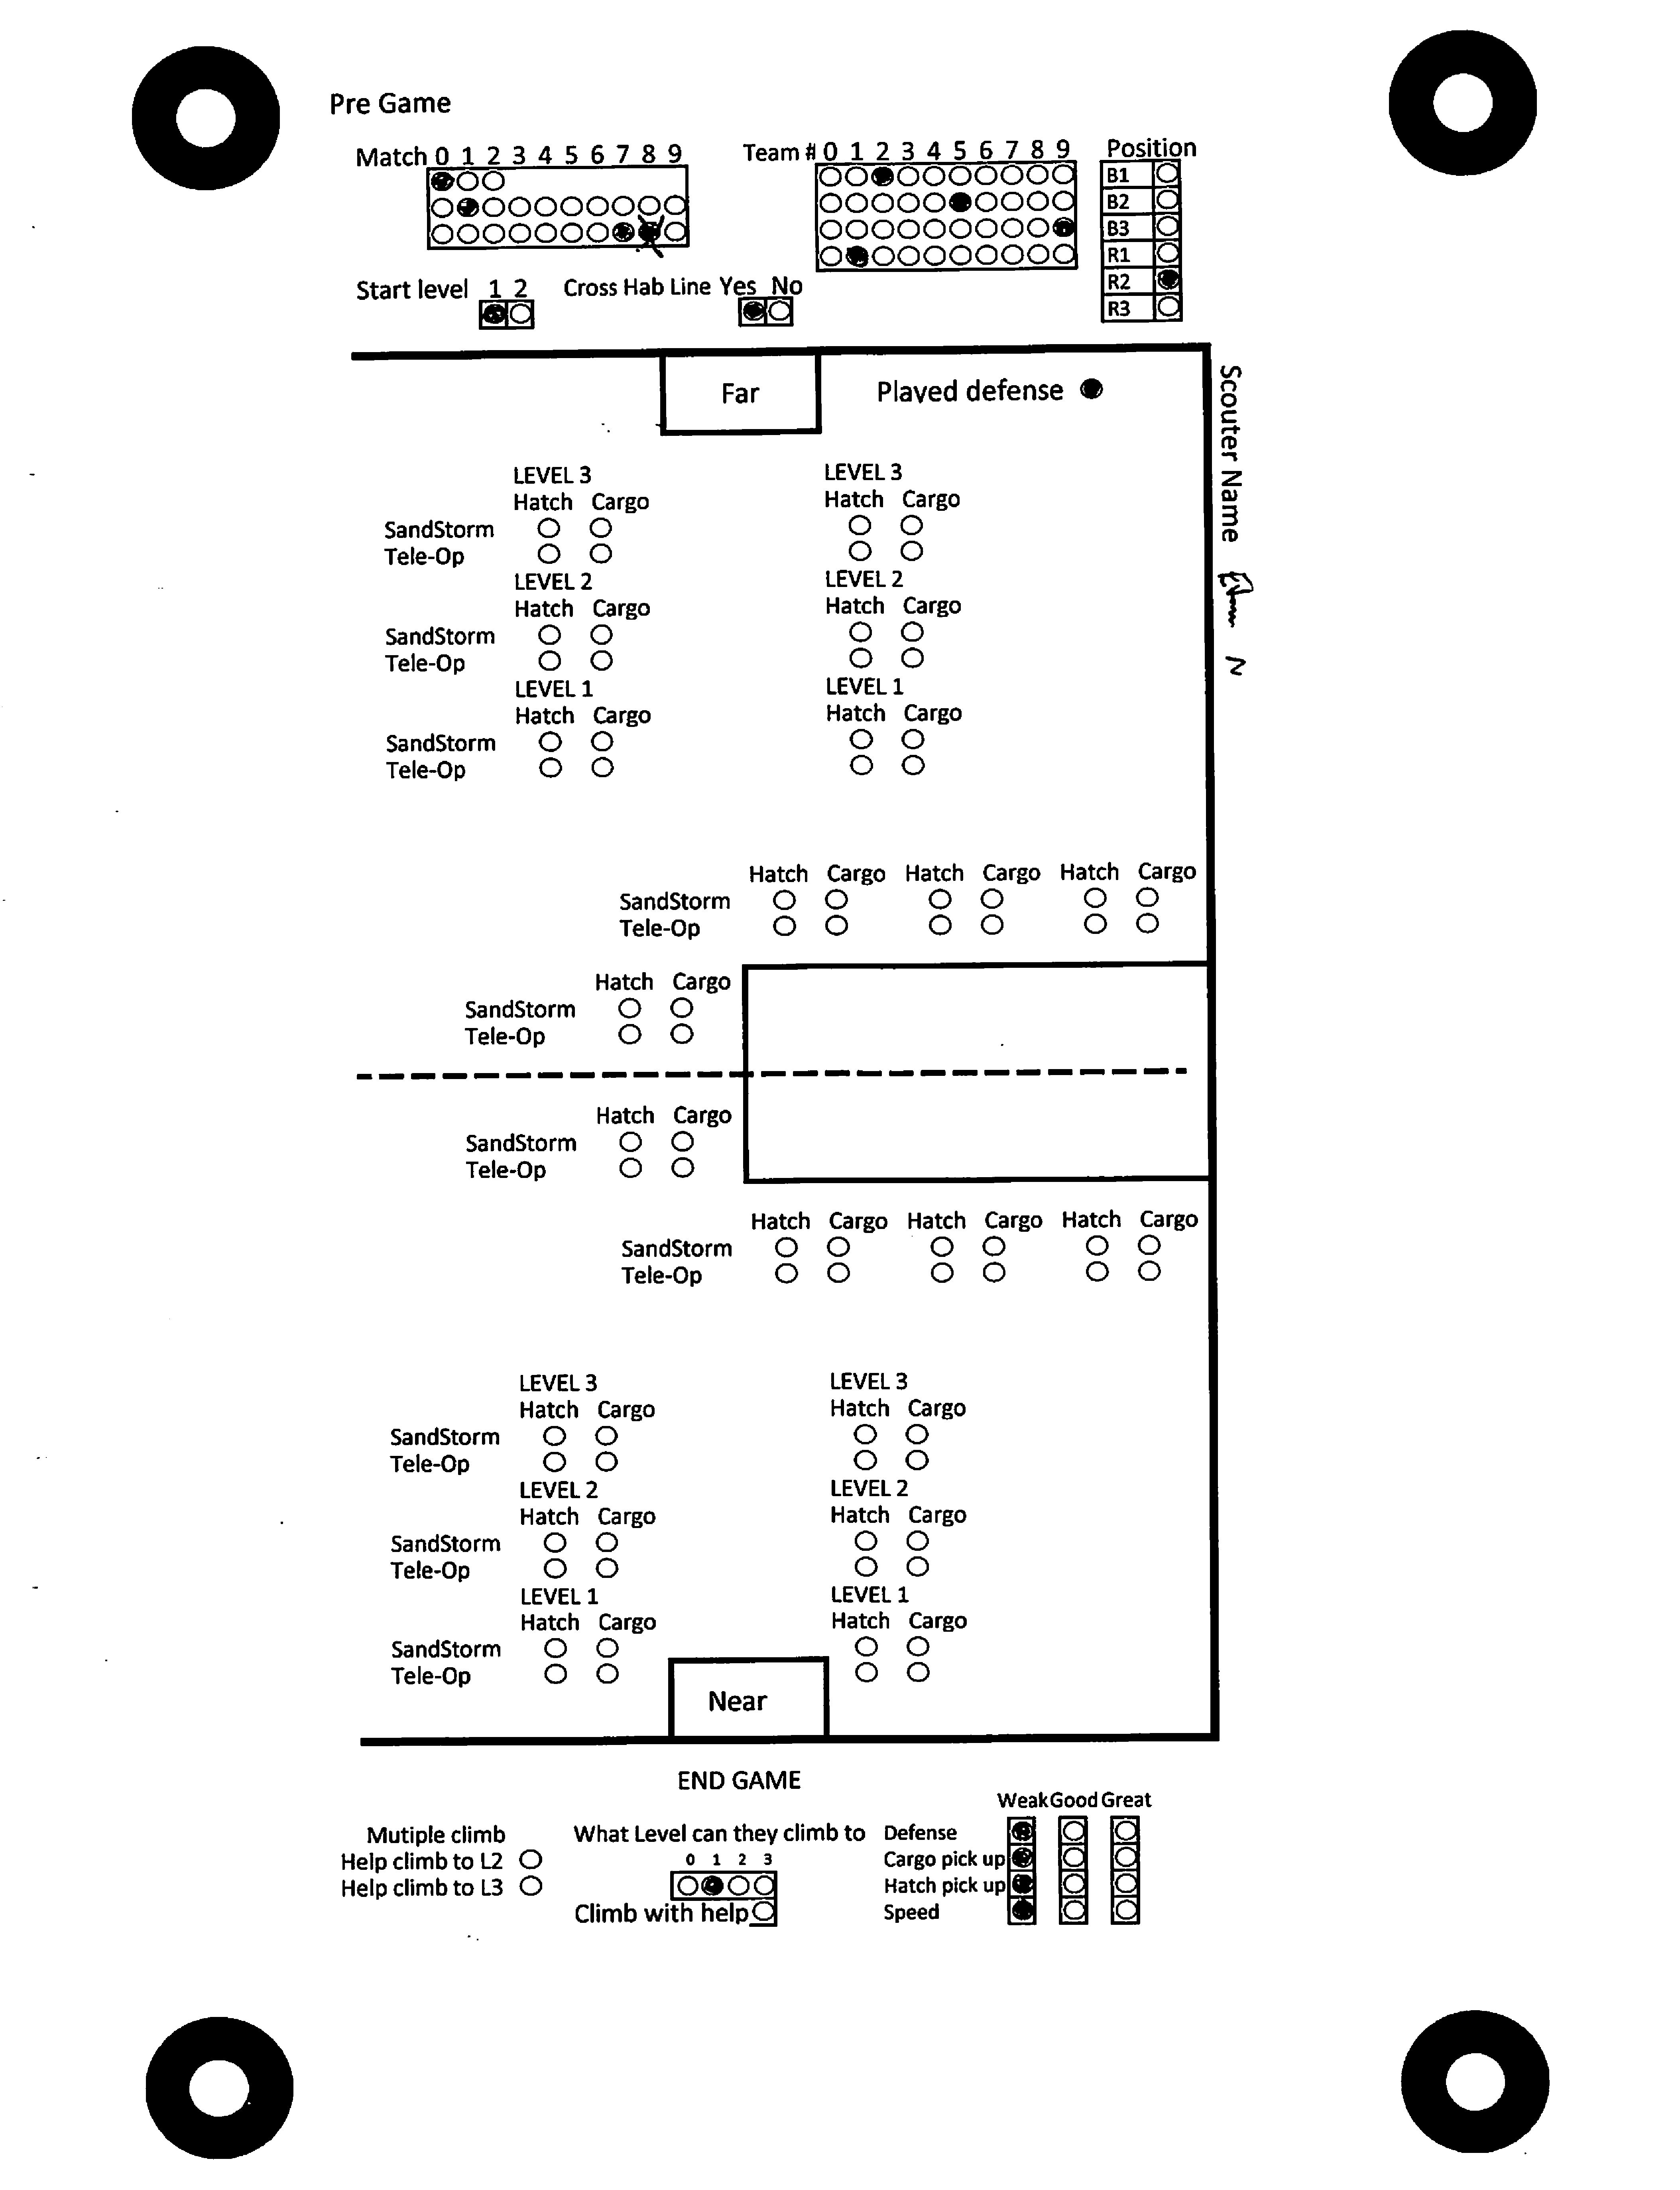 Pre Game
Match 0 1 2 3 4 5 6 7 8 9
Team # 0 1 2 3 4 5 6 7 8 9
Position
B1
B2
B3
R1
R2
R3
Start level 1 2
Cross Hab Line Yes No
Far
Played defense
Scouter Name
N
LEVEL 3 LEVEL 3
Hatch Cargo Hatch Cargo
SandStorm
Tele-Op
LEVEL 2 LEVEL 2
Hatch Cargo Hatch Cargo
SandStorm
Tele-Op
LEVEL 1 LEVEL 1
Hatch Cargo Hatch Cargo
SandStorm
Tele-Op
Hatch Cargo Hatch Cargo Hatch Cargo
SandStorm
Tele-Op
Hatch Cargo
SandStorm
Tele-Op
Hatch Cargo
SandStorm
Tele-Op
Hatch Cargo Hatch Cargo Hatch Cargo
SandStorm
Tele-Op
LEVEL 3 LEVEL 3
Hatch Cargo Hatch Cargo
SandStorm
Tele-Op
LEVEL 2 LEVEL 2
Hatch Cargo Hatch Cargo
SandStorm
Tele-Op
LEVEL 1 LEVEL 1
Hatch Cargo Hatch Cargo
SandStorm
Tele-Op
Near
END GAME
Mutiple climb
Help climb to L2
Help climb to L3
What Level can they climb to
0 1 2 3
Climb with help
Weak Good Great
Defense
Cargo pick up
Hatch pick up
Speed